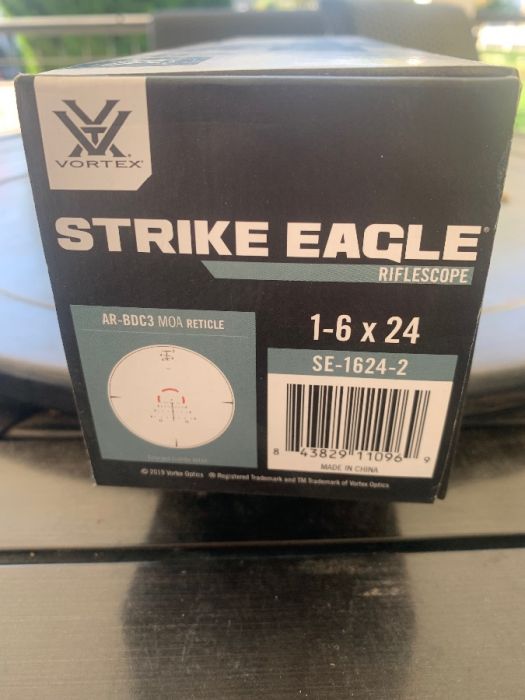 VORTEX
STRIKE EAGLE®
RIFLESCOPE
AR-BDC3 MOA RETICLE
1-6 x 24
SE-1624-2
8 43829 11096 9
MADE IN CHINA
© 2019 Vortex Optics ® Registered Trademark and TM Trademark of Vortex Optics